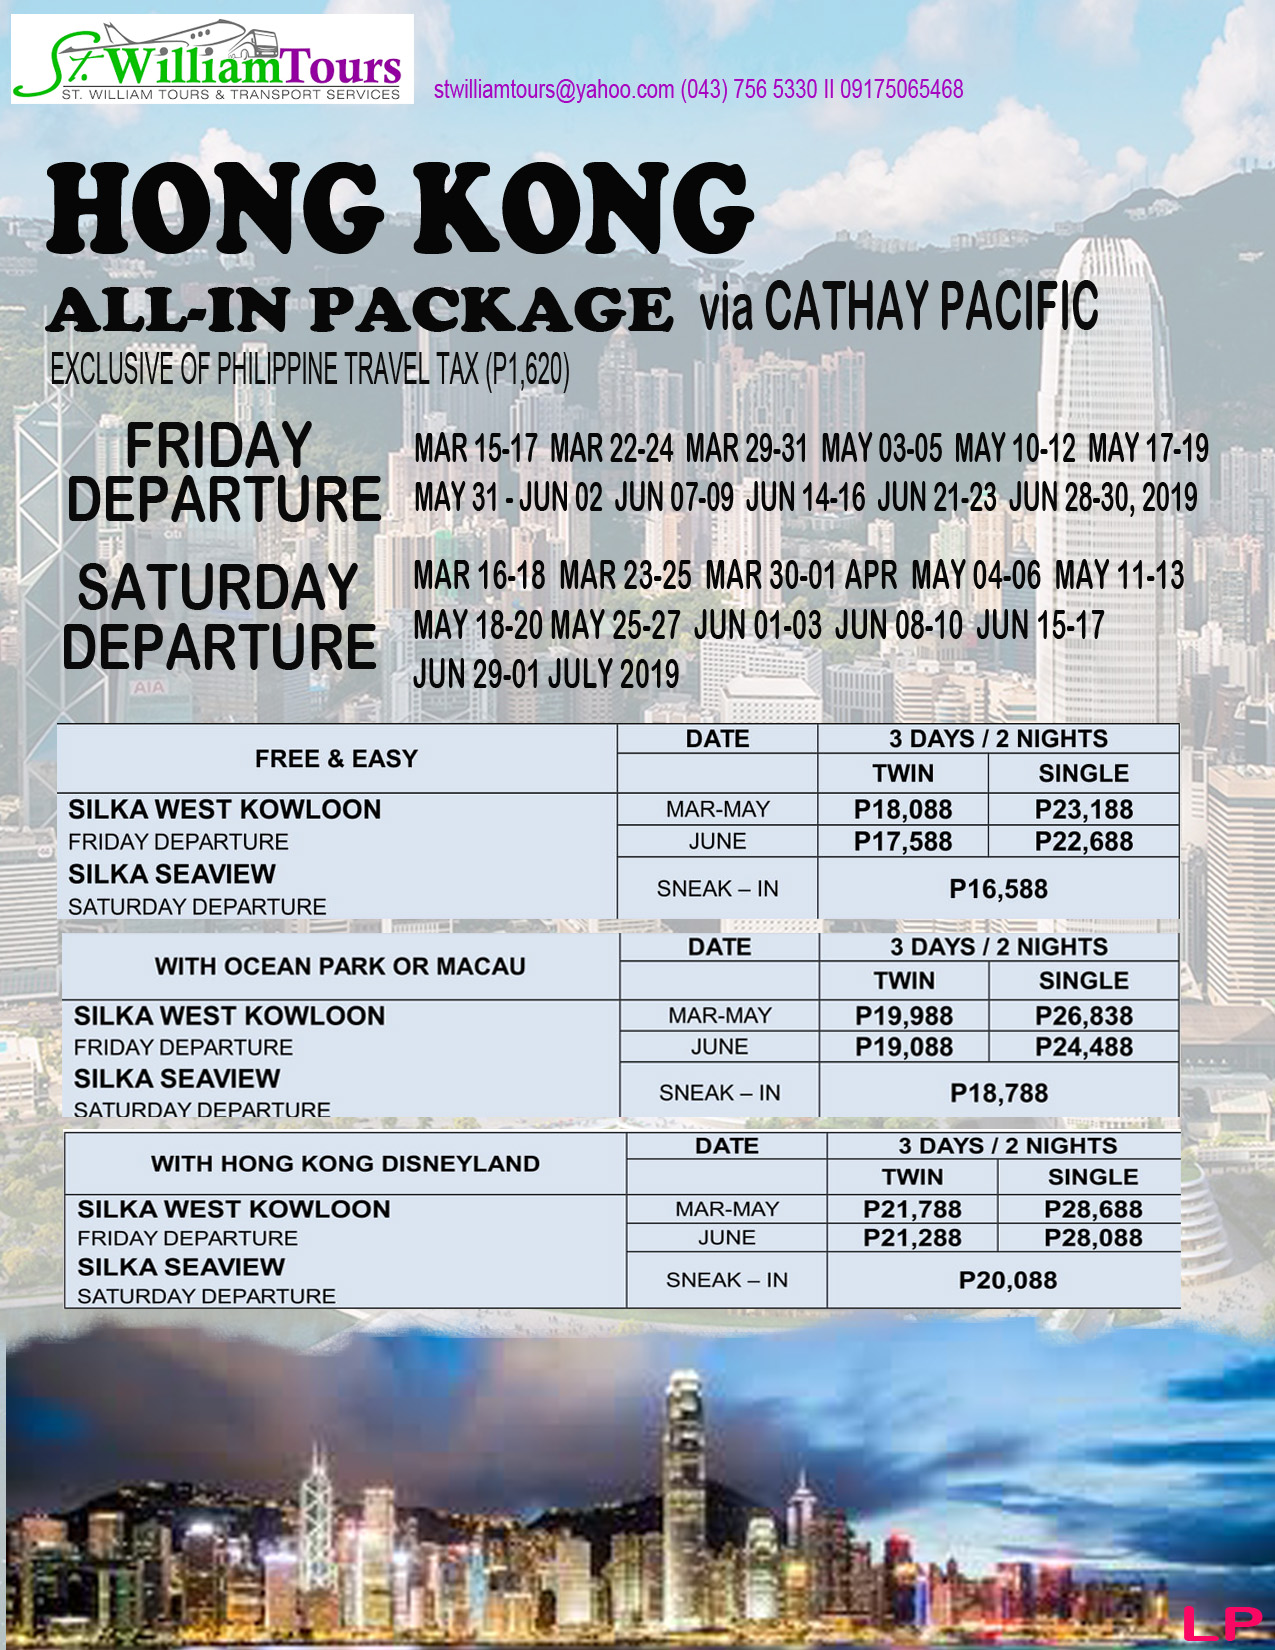 St. William Tours
ST. WILLIAM TOURS & TRANSPORT SERVICES
stwilliamtours@yahoo.com (043) 756 5330 II 09175065468
HONG KONG
ALL-IN PACKAGE via CATHAY PACIFIC
EXCLUSIVE OF PHILIPPINE TRAVEL TAX (P1,620)
FRIDAY
DEPARTURE
MAR 15-17 MAR 22-24 MAR 29-31 MAY 03-05 MAY 10-12 MAY 17-19
MAY 31 - JUN 02 JUN 07-09 JUN 14-16 JUN 21-23 JUN 28-30, 2019
citi
SATURDAY
DEPARTURE
MAR 16-18 MAR 23-25 MAR 30-01 APR MAY 04-06 MAY 11-13
MAY 18-20 MAY 25-27 JUN 01-03 JUN 08-10 JUN 15-17
JUN 29-01 JULY 2019
AIA
FREE & EASY DATE 3 DAYS / 2 NIGHTS
TWIN SINGLE
SILKA WEST KOWLOON MAR-MAY P18,088 P23,188
FRIDAY DEPARTURE JUNE P17,588 P22,688
SILKA SEAVIEW
SATURDAY DEPARTURE SNEAK – IN P16,588
WITH OCEAN PARK OR MACAU DATE 3 DAYS / 2 NIGHTS
TWIN SINGLE
SILKA WEST KOWLOON MAR-MAY P19,988 P26,838
FRIDAY DEPARTURE JUNE P19,088 P24,488
SILKA SEAVIEW
SATURDAY DEPARTURE SNEAK – IN P18,788
WITH HONG KONG DISNEYLAND DATE 3 DAYS / 2 NIGHTS
TWIN SINGLE
SILKA WEST KOWLOON MAR-MAY P21,788 P28,688
FRIDAY DEPARTURE JUNE P21,288 P28,088
SILKA SEAVIEW
SATURDAY DEPARTURE SNEAK – IN P20,088
LP